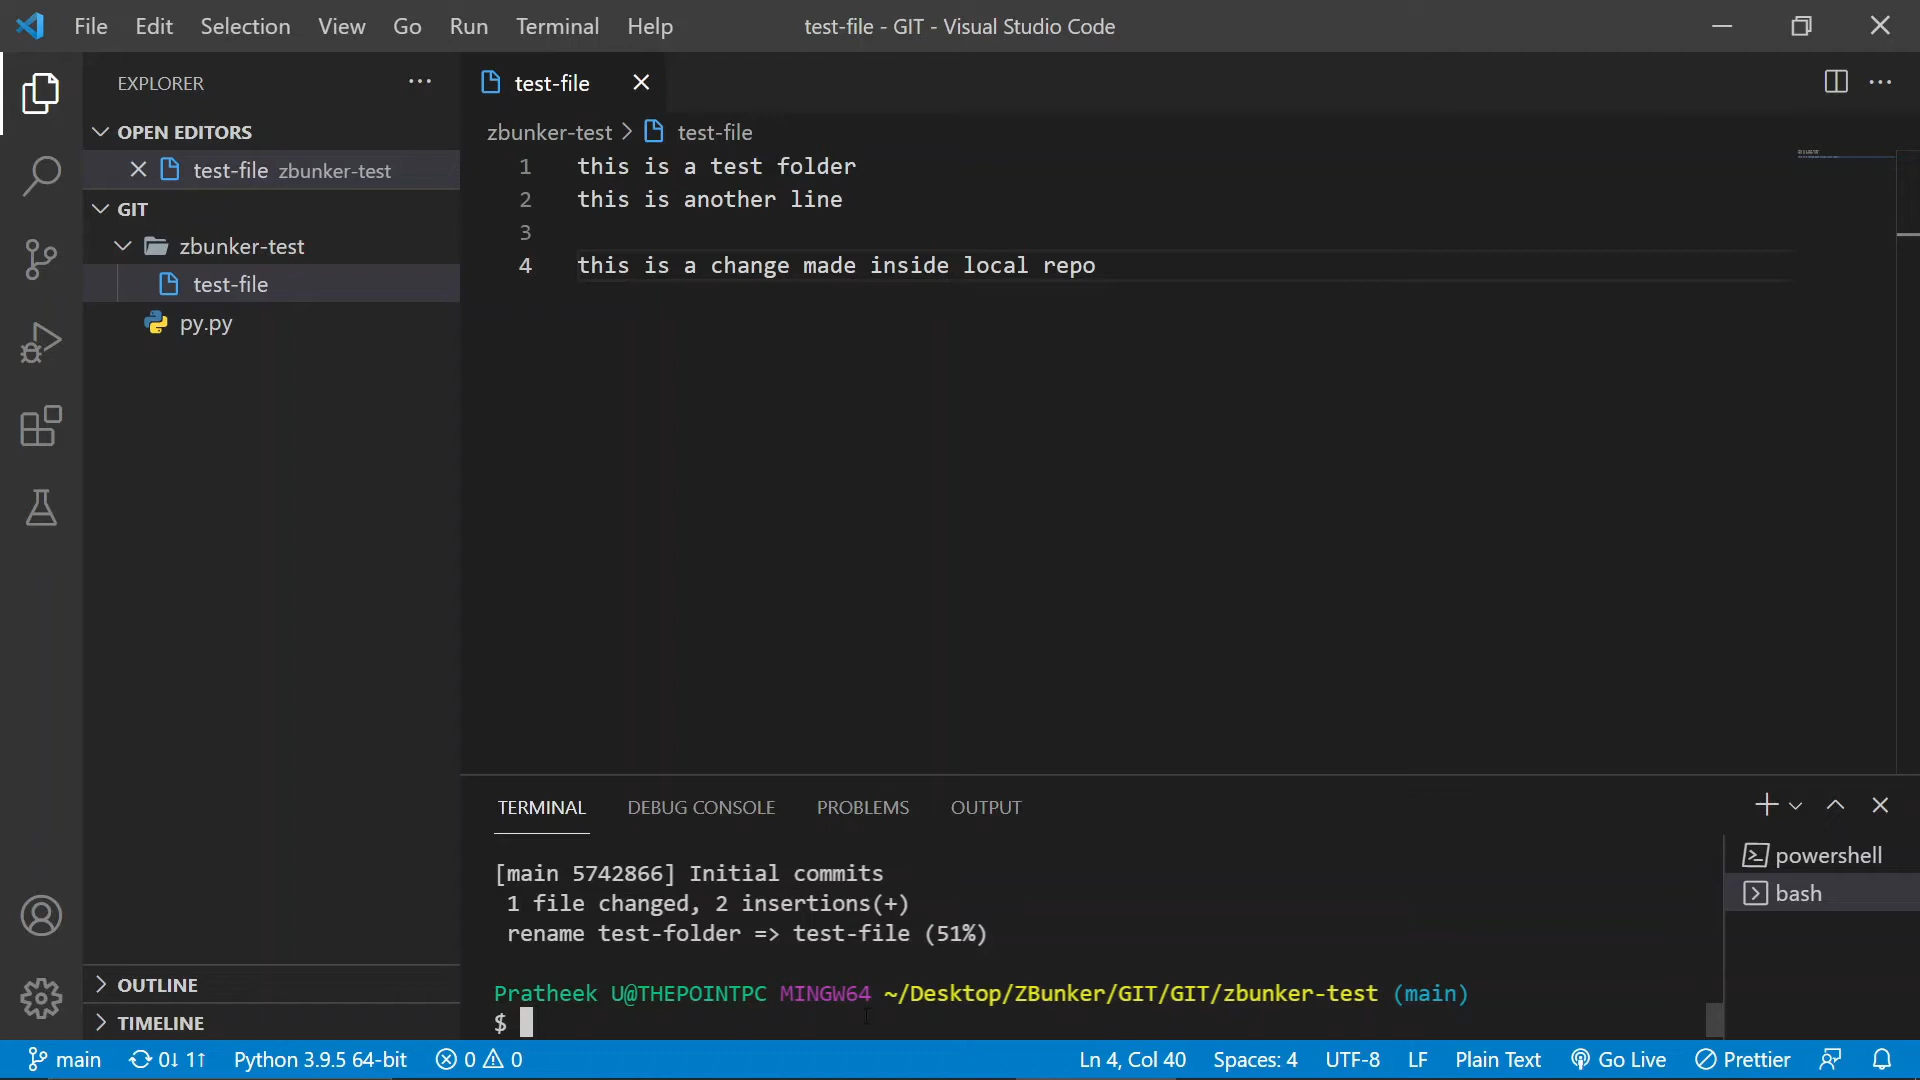 File Edit Selection View Go Run Terminal Help
test-file - GIT - Visual Studio Code
EXPLORER
OPEN EDITORS
test-file zbunker-test
GIT
zbunker-test
test-file
py.py
OUTLINE
TIMELINE
test-file
zbunker-test > test-file
1 this is a test folder
2 this is another line
3
4 this is a change made inside local repo
TERMINAL DEBUG CONSOLE PROBLEMS OUTPUT
[main 5742866] Initial commits
1 file changed, 2 insertions(+)
rename test-folder => test-file (51%)
Pratheek U@THEPOINTPC MINGW64 ~/Desktop/ZBunker/GIT/GIT/zbunker-test (main)
$
powershell
bash
main 0↓ 1↑ Python 3.9.5 64-bit 0 0 Ln 4, Col 40 Spaces: 4 UTF-8 LF Plain Text Go Live Prettier